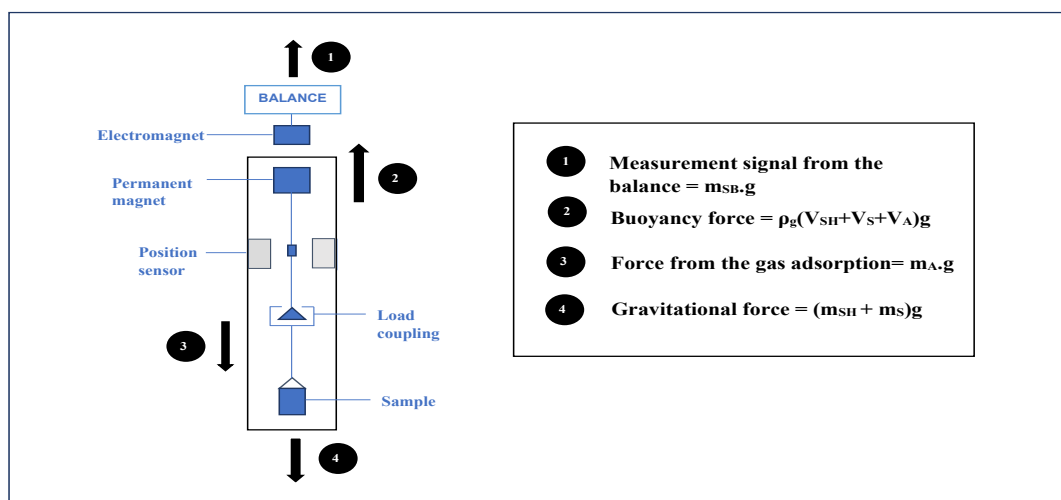 1
BALANCE
Electromagnet
2
Permanent
magnet
Position
sensor
Load
coupling
3
Sample
4
1 Measurement signal from the
balance = mSB.g
2 Buoyancy force = ρg(VSH+VS+VA)g
3 Force from the gas adsorption= mA.g
4 Gravitational force = (mSH + mS)g